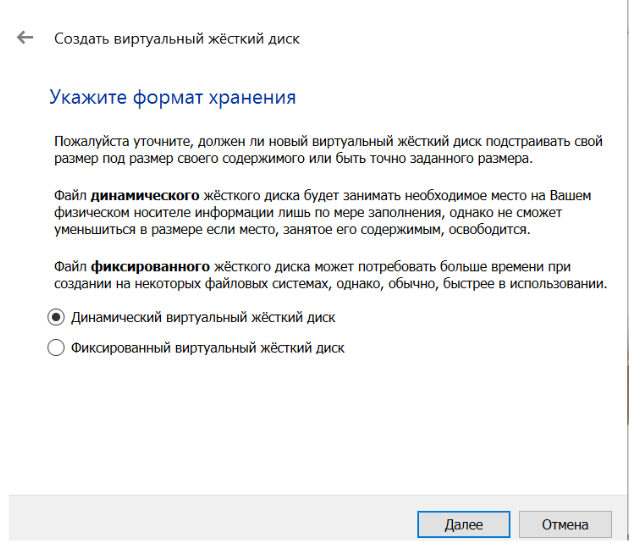 Создать виртуальный жёсткий диск
Укажите формат хранения
Пожалуйста уточните, должен ли новый виртуальный жёсткий диск подстраивать свой
размер под размер своего содержимого или быть точно заданного размера.
Файл динамического жёсткого диска будет занимать необходимое место на Вашем
физическом носителе информации лишь по мере заполнения, однако не сможет
уменьшиться в размере если место, занятое его содержимым, освободится.
Файл фиксированного жёсткого диска может потребовать больше времени при
создании на некоторых файловых системах, однако, обычно, быстрее в использовании.
Динамический виртуальный жёсткий диск
Фиксированный виртуальный жёсткий диск
Далее
Отмена